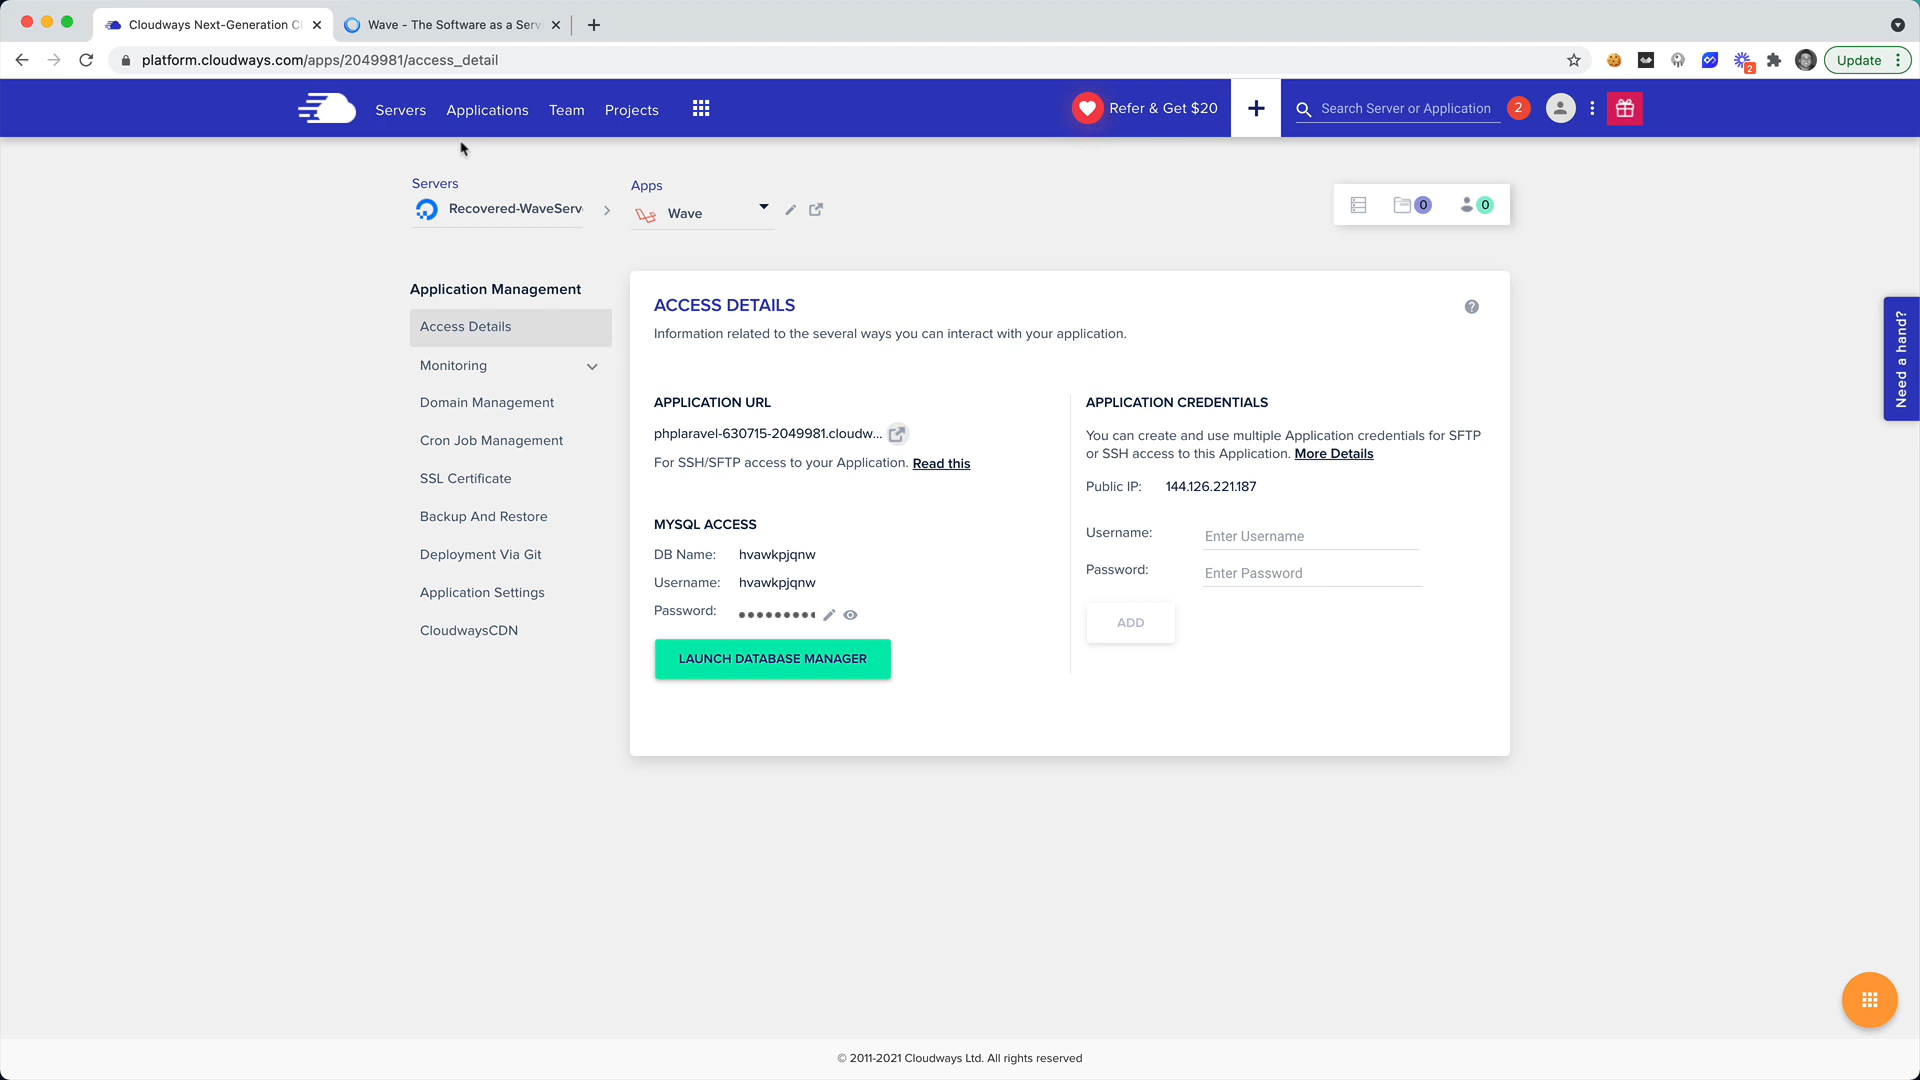 Cloudways Next-Generation Cl
Wave - The Software as a Serv
platform.cloudways.com/apps/2049981/access_detail
2
Update
Servers
Applications
Team
Projects
Refer & Get $20
Search Server or Application
2
Servers
Recovered-WaveServ
Apps
Wave
0
0
Application Management
Access Details
Monitoring
Domain Management
Cron Job Management
SSL Certificate
Backup And Restore
Deployment Via Git
Application Settings
CloudwaysCDN
ACCESS DETAILS
Information related to the several ways you can interact with your application.
APPLICATION URL
phplaravel-630715-2049981.cloudw...
For SSH/SFTP access to your Application. Read this
MYSQL ACCESS
DB Name: hvawkpjqnw
Username: hvawkpjqnw
Password: •••••••••
LAUNCH DATABASE MANAGER
APPLICATION CREDENTIALS
You can create and use multiple Application credentials for SFTP
or SSH access to this Application. More Details
Public IP: 144.126.221.187
Username: Enter Username
Password: Enter Password
ADD
Need a hand?
© 2011-2021 Cloudways Ltd. All rights reserved